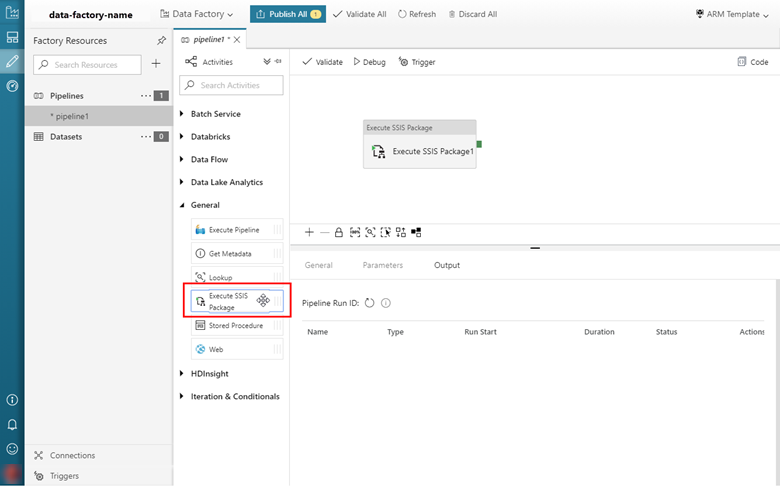 data-factory-name
Data Factory
Publish All 1
Validate All
Refresh
Discard All
ARM Template
Factory Resources
Search Resources
Pipelines
1
* pipeline1
Datasets
0
Connections
Triggers
pipeline1 *
Activities
Search Activities
Batch Service
Databricks
Data Flow
Data Lake Analytics
General
Execute Pipeline
Get Metadata
Lookup
Execute SSIS
Package
Stored Procedure
Web
HDInsight
Iteration & Conditionals
Validate
Debug
Trigger
Code
Execute SSIS Package
Execute SSIS Package1
General
Parameters
Output
Pipeline Run ID:
Name
Type
Run Start
Duration
Status
Actions